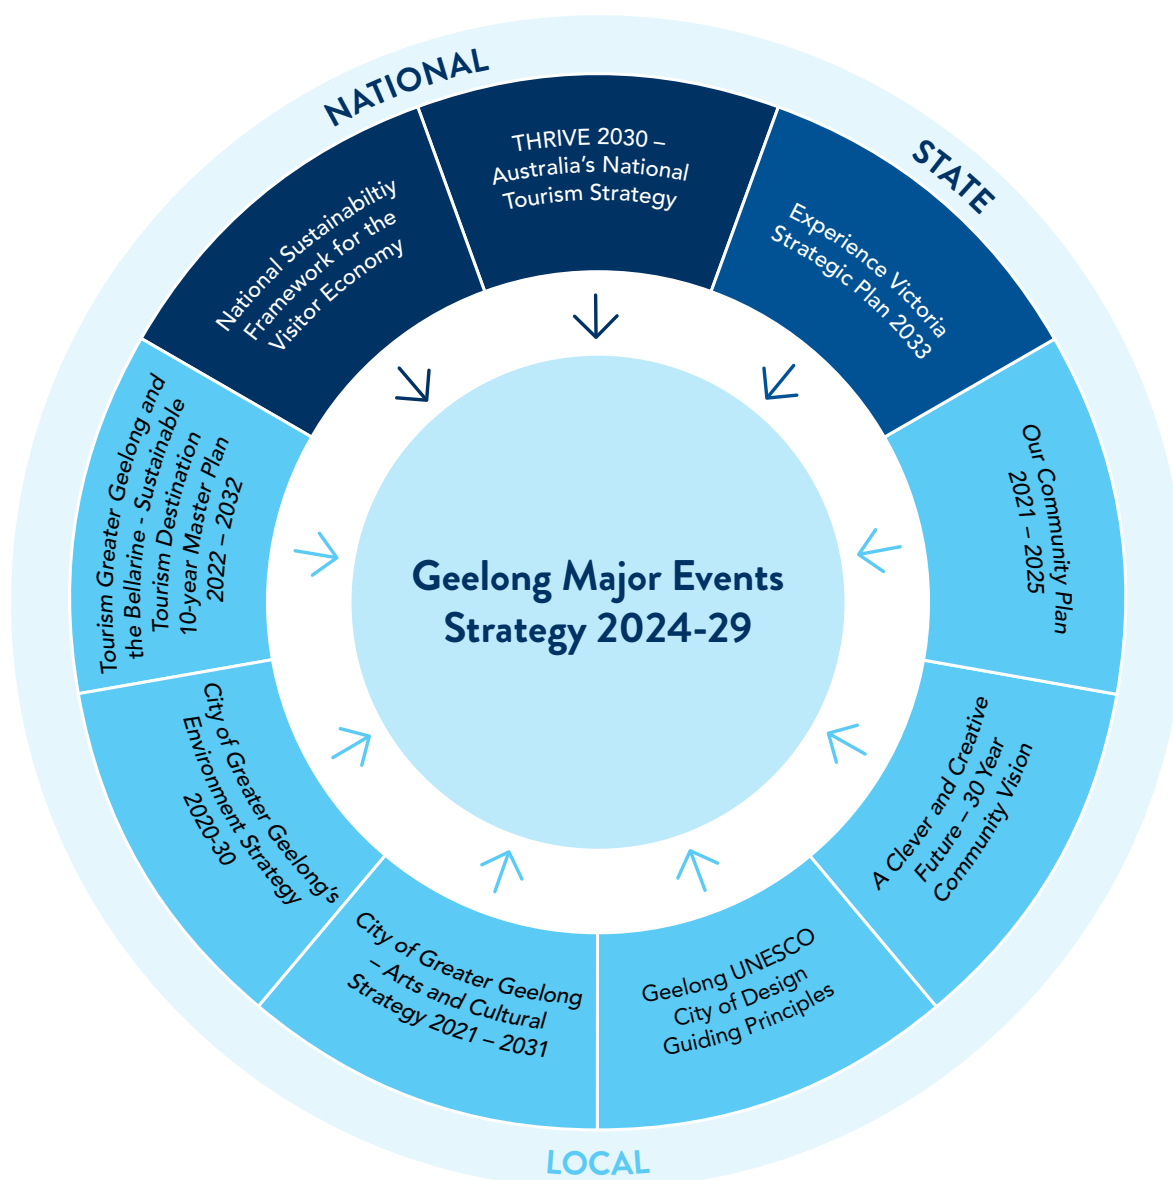 NATIONAL
THRIVE 2030 –
Australia's National
Tourism Strategy
STATE
Experience Victoria
Strategic Plan 2033
Our Community Plan
2021 – 2025
A Clever and Creative
Future – 30 Year
Community Vision
Geelong UNESCO
City of Design
Guiding Principles
LOCAL
City of Greater Geelong
– Arts and Cultural
Strategy 2021 – 2031
City of Greater Geelong's
Environment Strategy
2020-30
Tourism Greater Geelong and
the Bellarine - Sustainable
Tourism Destination
10-year Master Plan
2022 – 2032
National Sustainabiltiy
Framework for the
Visitor Economy
Geelong Major Events
Strategy 2024-29